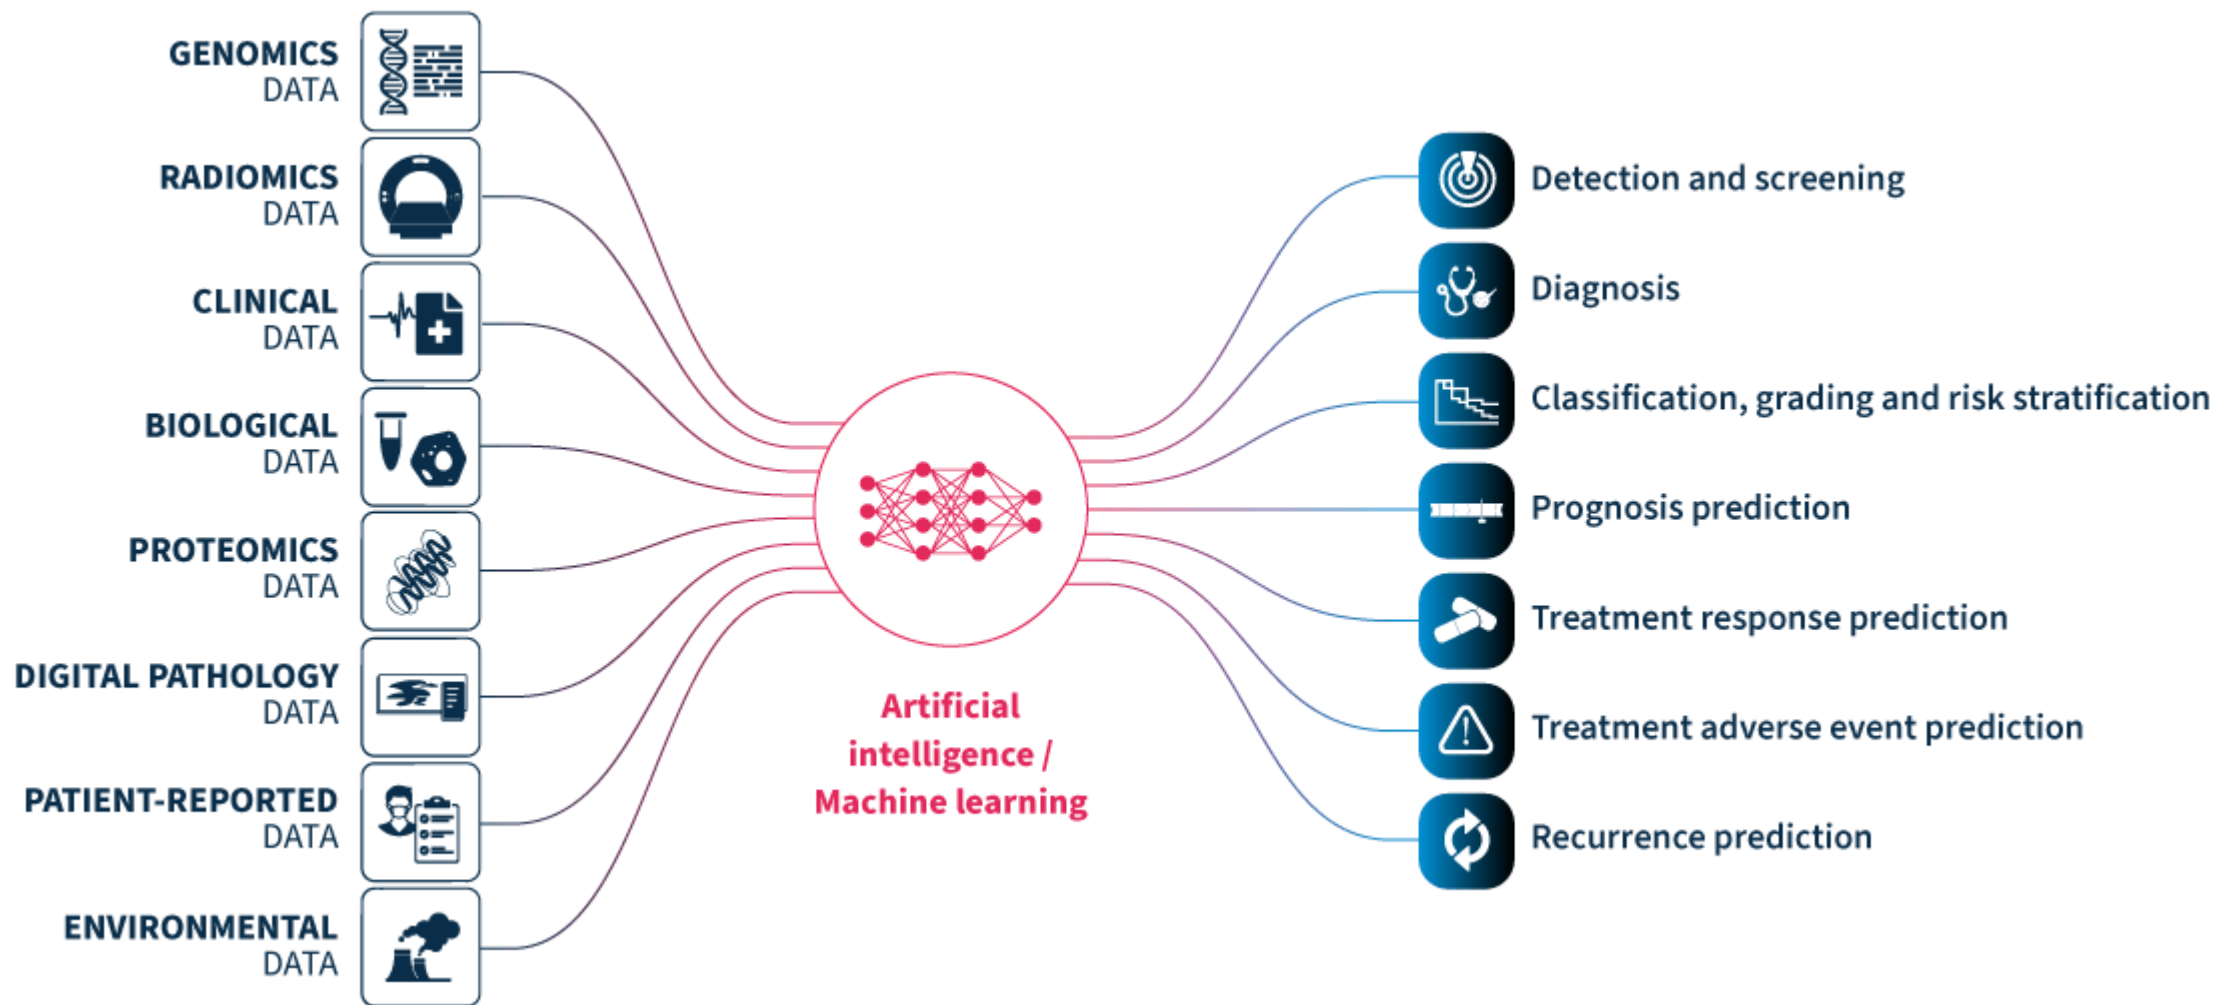 GENOMICS
DATA
RADIOMICS
DATA
CLINICAL
DATA
BIOLOGICAL
DATA
PROTEOMICS
DATA
DIGITAL PATHOLOGY
DATA
PATIENT-REPORTED
DATA
ENVIRONMENTAL
DATA
Artificial
intelligence /
Machine learning
Detection and screening
Diagnosis
Classification, grading and risk stratification
Prognosis prediction
Treatment response prediction
Treatment adverse event prediction
Recurrence prediction